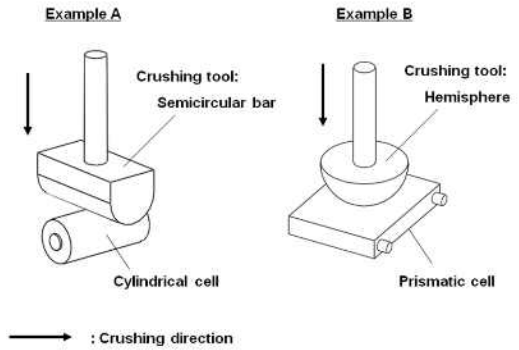 Example A
Crushing tool:
Semicircular bar
Cylindrical cell
Example B
Crushing tool:
Hemisphere
Prismatic cell
: Crushing direction